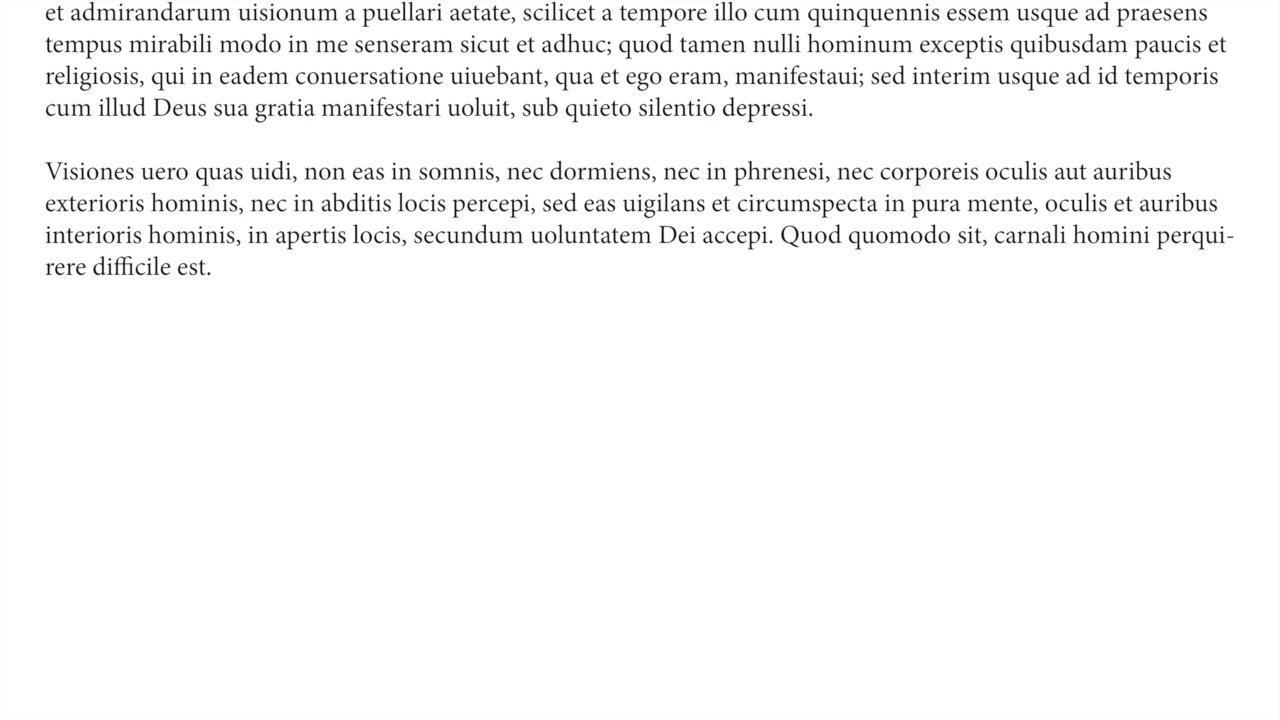 et admirandarum uisionum a puellari aetate, scilicet a tempore illo cum quinquennis essem usque ad praesens
tempus mirabili modo in me senseram sicut et adhuc; quod tamen nulli hominum exceptis quibusdam paucis et
religiosis, qui in eadem conuersatione uiuebant, qua et ego eram, manifestaui; sed interim usque ad id temporis
cum illud Deus sua gratia manifestari uoluit, sub quieto silentio depressi.

Visiones uero quas uidi, non eas in somnis, nec dormiens, nec in phrenesi, nec corporeis oculis aut auribus
exterioris hominis, nec in abditis locis percepi, sed eas uigilans et circumspecta in pura mente, oculis et auribus
interioris hominis, in apertis locis, secundum uoluntatem Dei accepi. Quod quomodo sit, carnali homini perqui-
rere difficile est.